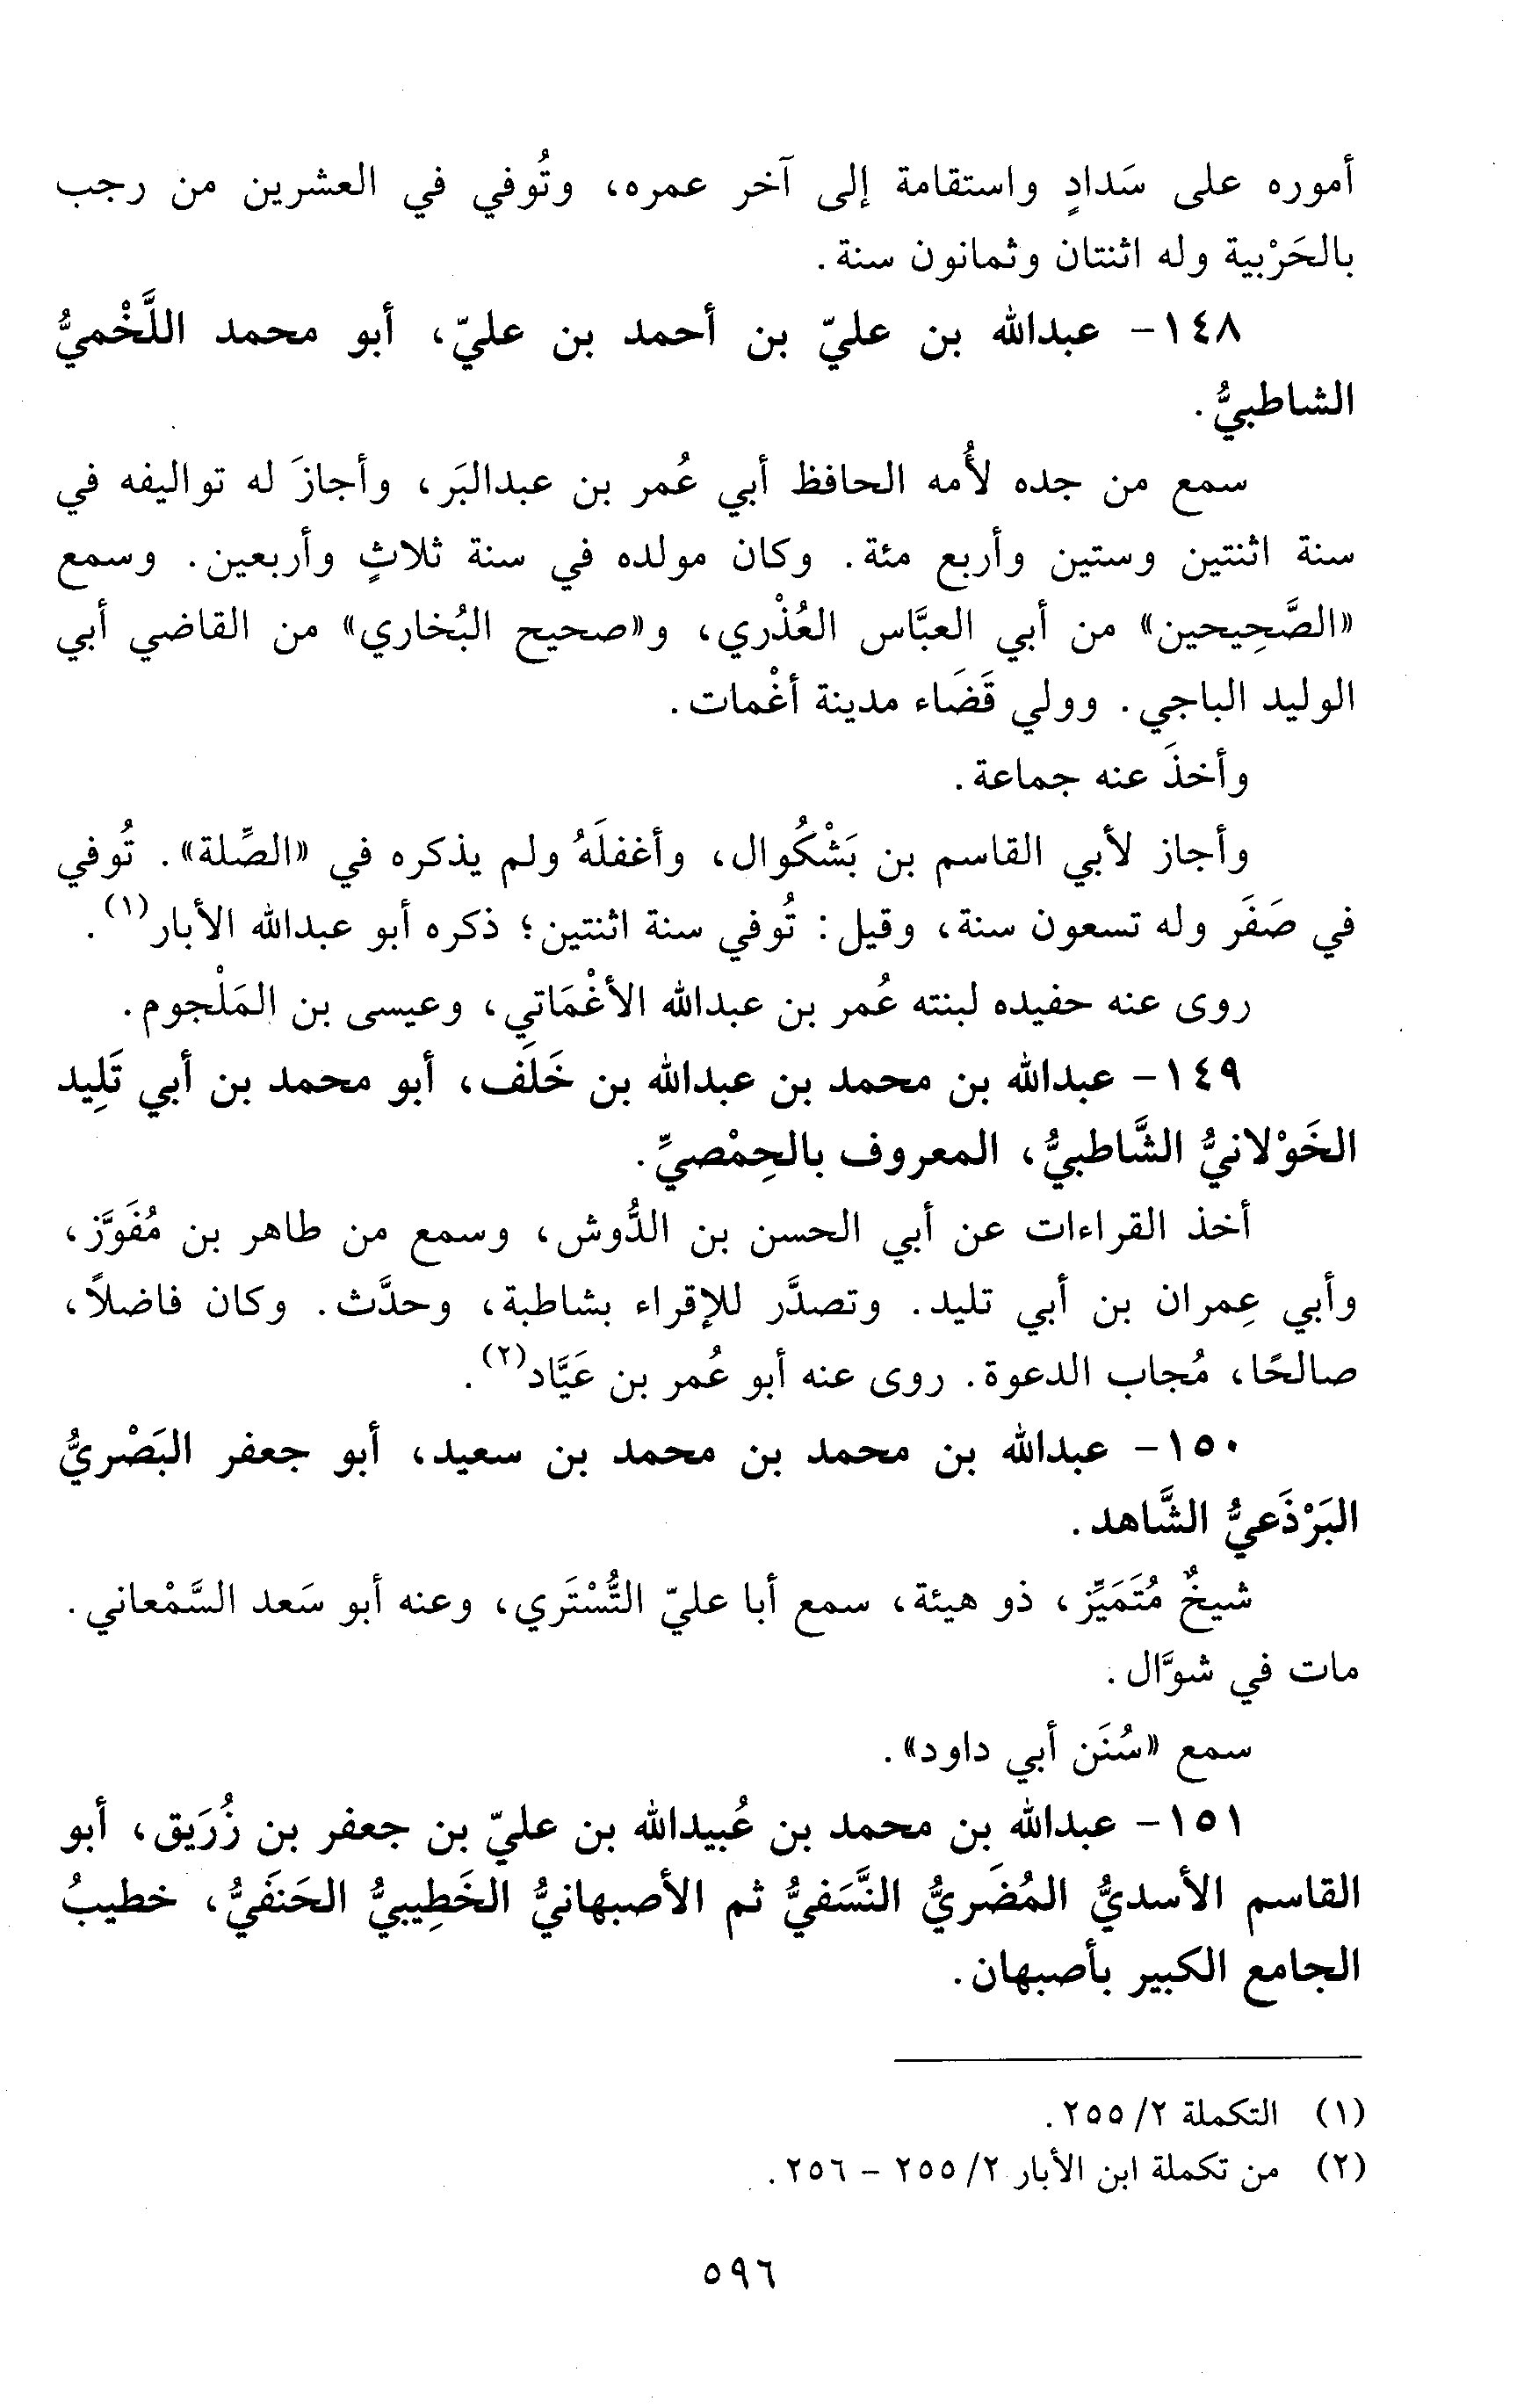 أموره على سَدادٍ واستقامة إلى آخر عمره، وتُوفي في العشرين من رجب
بالحَرْبية وله اثنتان وثمانون سنة.
١٤٨- عبدالله بن عليّ بن أحمد بن عليّ، أبو محمد اللَّخْميُّ
الشاطبيُّ.
سمع من جده لأُمه الحافظ أبي عُمر بن عبدالبَر، وأجازَ له تواليفه في
سنة اثنتين وستين وأربع مئة. وكان مولده في سنة ثلاثٍ وأربعين. وسمع
«الصَّحِيحين» من أبي العبَّاس العُذْري، و«صحيح البُخاري» من القاضي أبي
الوليد الباجي. وولي قَضَاء مدينة أغْمات.
وأخذَ عنه جماعة.
وأجاز لأبي القاسم بن بَشْكُوال، وأغفلَهُ ولم يذكره في «الصِّلة». تُوفي
في صَفَر وله تسعون سنة، وقيل: تُوفي سنة اثنتين؛ ذكره أبو عبدالله الأبار(١).
روى عنه حفيده لبنته عُمر بن عبدالله الأغْمَاتي، وعيسى بن المَلْجوم.
١٤٩- عبدالله بن محمد بن عبدالله بن خَلَف، أبو محمد بن أبي تَلِيد
الخَوْلانيُّ الشَّاطبيُّ، المعروف بالحِمْصيِّ.
أخذ القراءات عن أبي الحسن بن الدُّوش، وسمع من طاهر بن مُفَوَّز،
وأبي عِمران بن أبي تليد. وتصدَّر للإقراء بشاطبة، وحدَّث. وكان فاضلاً،
صالحًا، مُجاب الدعوة. روى عنه أبو عُمر بن عَيَّاد(٢).
١٥٠- عبدالله بن محمد بن محمد بن سعيد، أبو جعفر البَصْريُّ
البَرْذَعيُّ الشَّاهد.
شيخٌ مُتَمَيِّز، ذو هيئة، سمع أبا عليّ التُّسْتَري، وعنه أبو سَعد السَّمْعاني.
مات في شوَّال.
سمع «سُنَن أبي داود».
١٥١- عبدالله بن محمد بن عُبيدالله بن عليّ بن جعفر بن زُرَيق، أبو
القاسم الأسديُّ المُضَريُّ النَّسَفيُّ ثم الأصبهانيُّ الخَطِيبيُّ الحَنفَيُّ، خطيبُ
الجامع الكبير بأصبهان.
(١) التكملة ٢/ ٢٥٥.
(٢) من تكملة ابن الأبار ٢/ ٢٥٥ - ٢٥٦.
٥٩٦